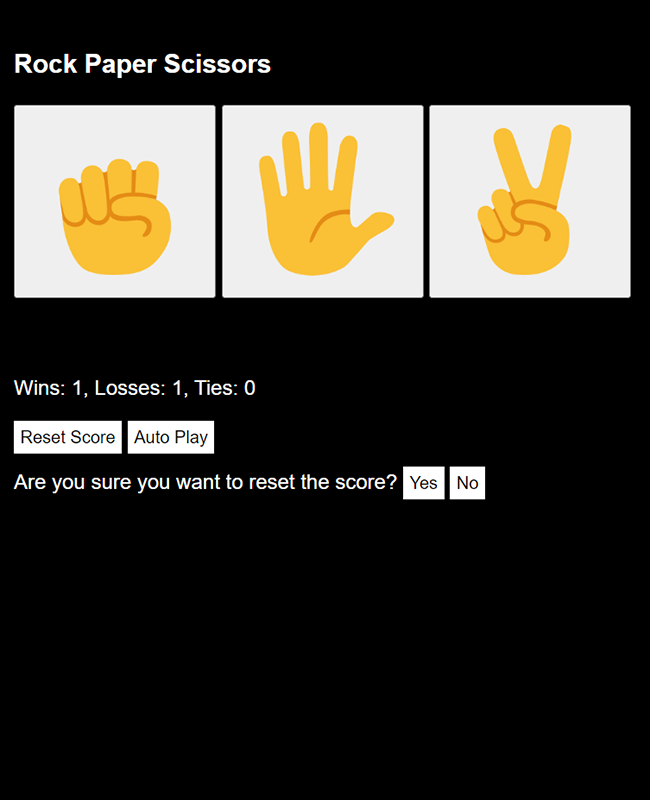 Rock Paper Scissors
Wins: 1, Losses: 1, Ties: 0
Reset Score Auto Play
Are you sure you want to reset the score? Yes No